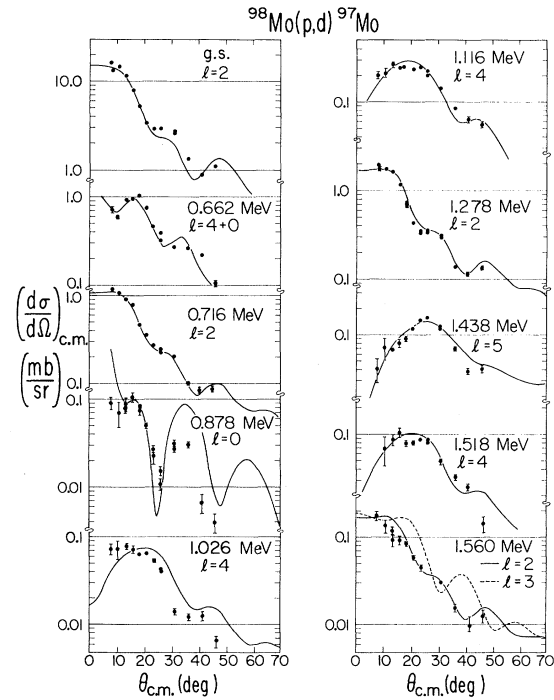 ⁹⁸Mo(p,d)⁹⁷Mo
g.s.
ℓ=2
10.0
1.0
0.662 MeV
ℓ=4+0
(dσ/dΩ)c.m.
(mb/sr)
1.0
0.716 MeV
ℓ=2
0.1
0.1
0.878 MeV
ℓ=0
0.01
0.1
1.026 MeV
ℓ=4
0.01
0 10 20 30 40 50 60 70
θc.m.(deg)
1.116 MeV
ℓ=4
0.1
1.0
1.278 MeV
ℓ=2
0.1
0.1
1.438 MeV
ℓ=5
0.1
1.518 MeV
ℓ=4
0.1
1.560 MeV
ℓ=2
ℓ=3
0.01
0 10 20 30 40 50 60 70
θc.m.(deg)